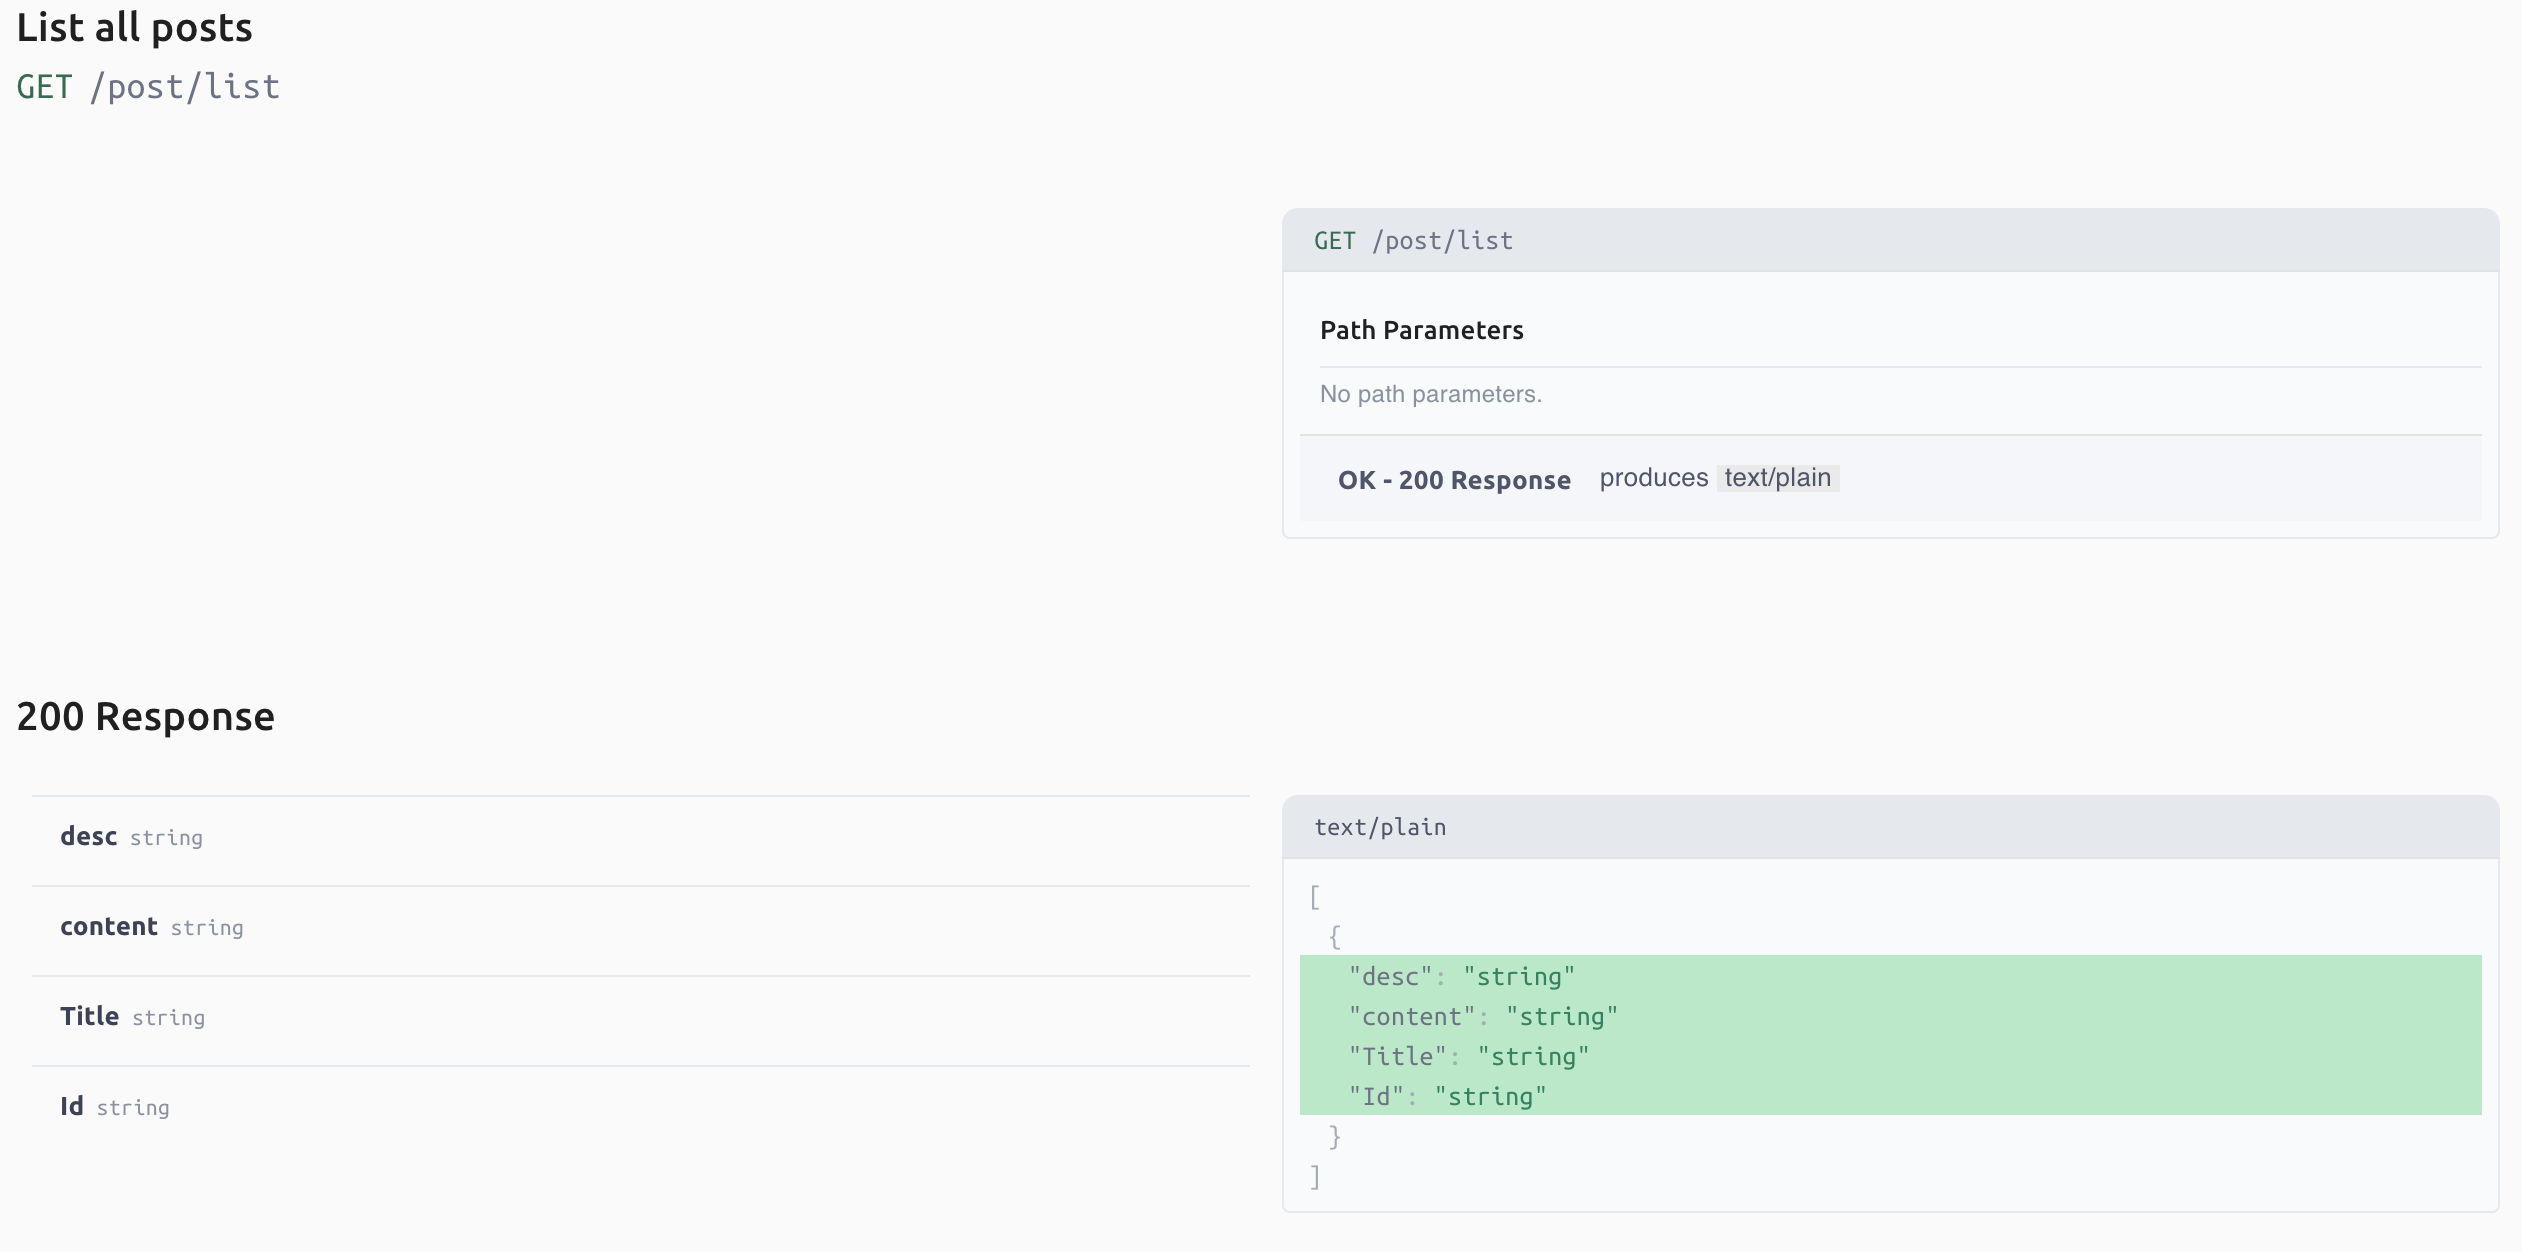 List all posts
GET /post/list
GET /post/list
Path Parameters
No path parameters.
OK - 200 Response produces text/plain
200 Response
desc string
content string
Title string
Id string
text/plain
[
{
"desc": "string"
"content": "string"
"Title": "string"
"Id": "string"
}
]